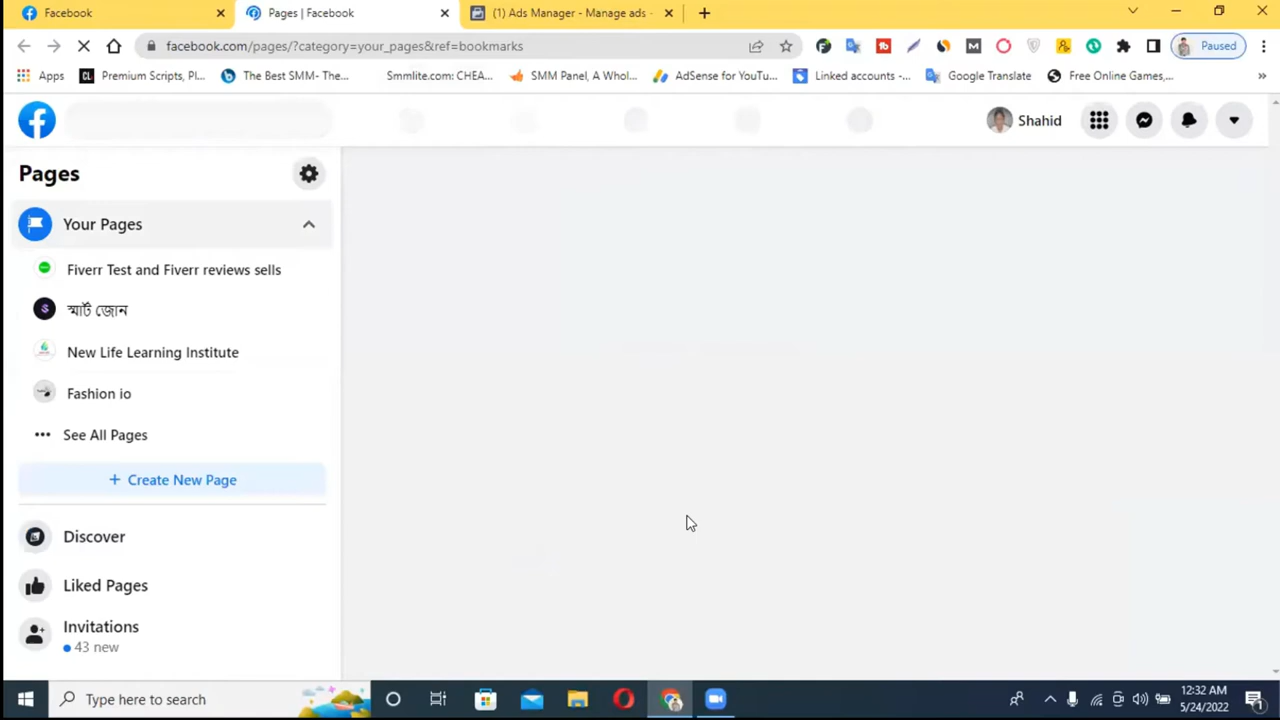 Facebook
Pages | Facebook
(1) Ads Manager - Manage ads -
facebook.com/pages/?category=your_pages&ref=bookmarks
Paused
Apps
Premium Scripts, Pl...
The Best SMM- The...
Smmlite.com: CHEA...
SMM Panel, A Whol...
AdSense for YouTu...
Linked accounts -...
Google Translate
Free Online Games,...
Shahid
Pages
Your Pages
Fiverr Test and Fiverr reviews sells
স্মার্ট জোন
New Life Learning Institute
Fashion io
See All Pages
+ Create New Page
Discover
Liked Pages
Invitations
43 new
Type here to search
12:32 AM
5/24/2022